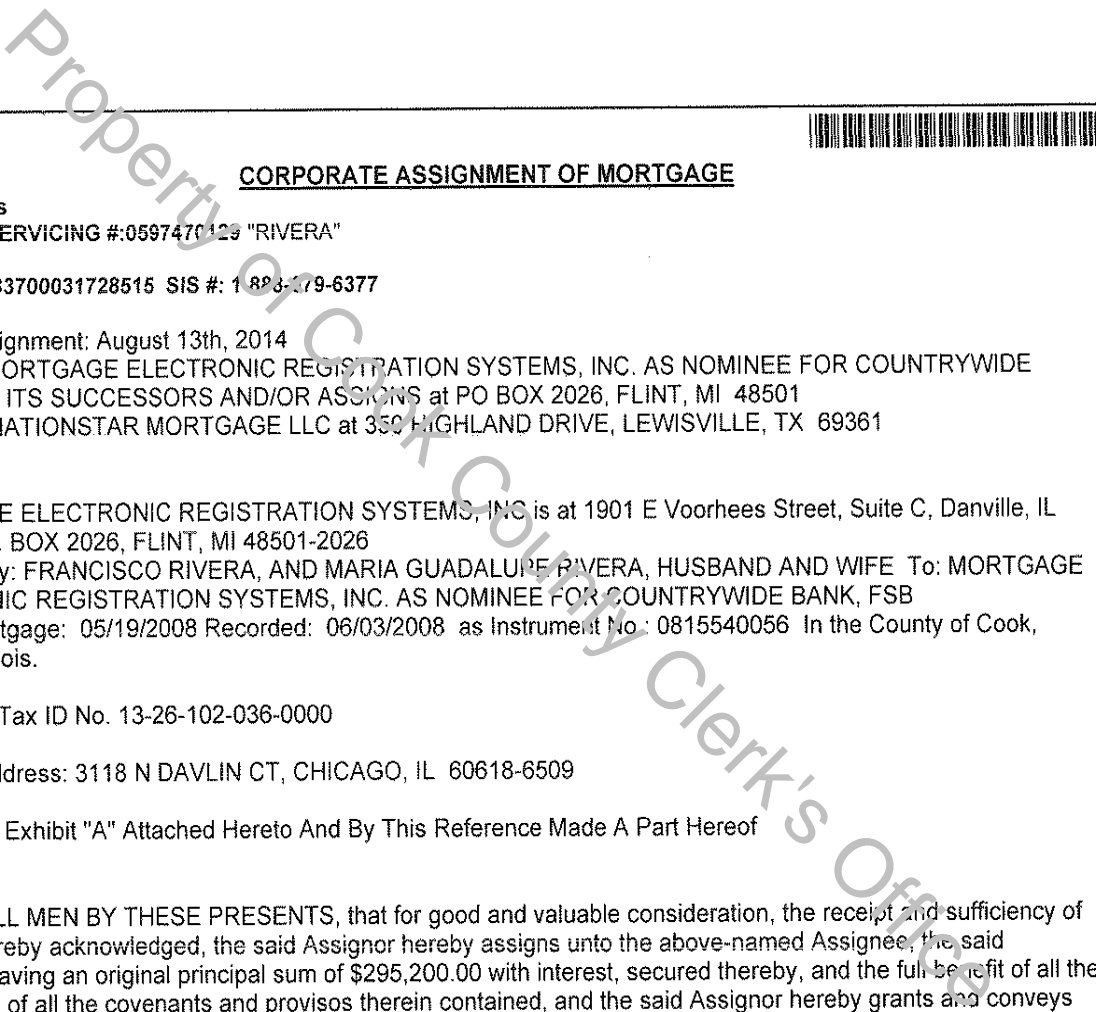 CORPORATE ASSIGNMENT OF MORTGAGE
s
ERVICING #:0597470129 "RIVERA"
33700031728515 SIS #: 1-888-679-6377
ignment: August 13th, 2014
ORTGAGE ELECTRONIC REGISTRATION SYSTEMS, INC. AS NOMINEE FOR COUNTRYWIDE
ITS SUCCESSORS AND/OR ASSIGNS at PO BOX 2026, FLINT, MI 48501
NATIONSTAR MORTGAGE LLC at 350 HIGHLAND DRIVE, LEWISVILLE, TX 69361
E ELECTRONIC REGISTRATION SYSTEMS, INC is at 1901 E Voorhees Street, Suite C, Danville, IL
. BOX 2026, FLINT, MI 48501-2026
y: FRANCISCO RIVERA, AND MARIA GUADALUPE RIVERA, HUSBAND AND WIFE To: MORTGAGE
NIC REGISTRATION SYSTEMS, INC. AS NOMINEE FOR COUNTRYWIDE BANK, FSB
tgage: 05/19/2008 Recorded: 06/03/2008 as Instrument No.: 0815540056 In the County of Cook,
ois.
Tax ID No. 13-26-102-036-0000
ddress: 3118 N DAVLIN CT, CHICAGO, IL 60618-6509
Exhibit "A" Attached Hereto And By This Reference Made A Part Hereof
LL MEN BY THESE PRESENTS, that for good and valuable consideration, the receipt and sufficiency of
reby acknowledged, the said Assignor hereby assigns unto the above-named Assignee, the said
aving an original principal sum of $295,200.00 with interest, secured thereby, and the full benefit of all the
of all the covenants and provisos therein contained, and the said Assignor hereby grants and conveys
Property of Cook County Clerk's Office